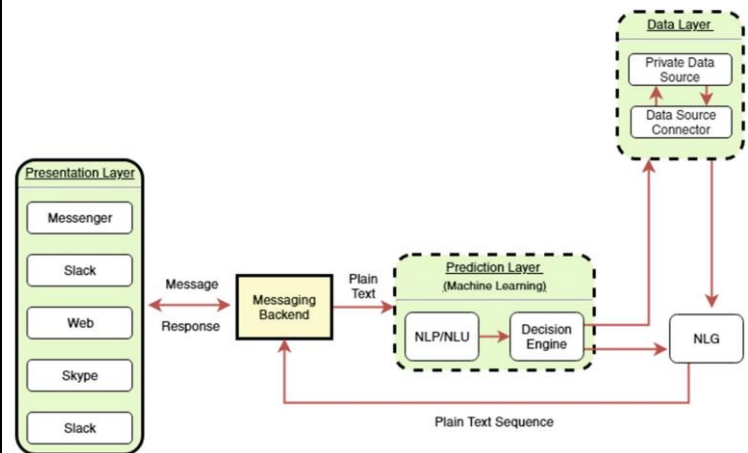 Data Layer
Private Data
Source
Data Source
Connector
Presentation Layer
Messenger
Slack
Web
Skype
Slack
Message
Response
Messaging
Backend
Plain
Text
Prediction Layer
(Machine Learning)
NLP/NLU
Decision
Engine
NLG
Plain Text Sequence